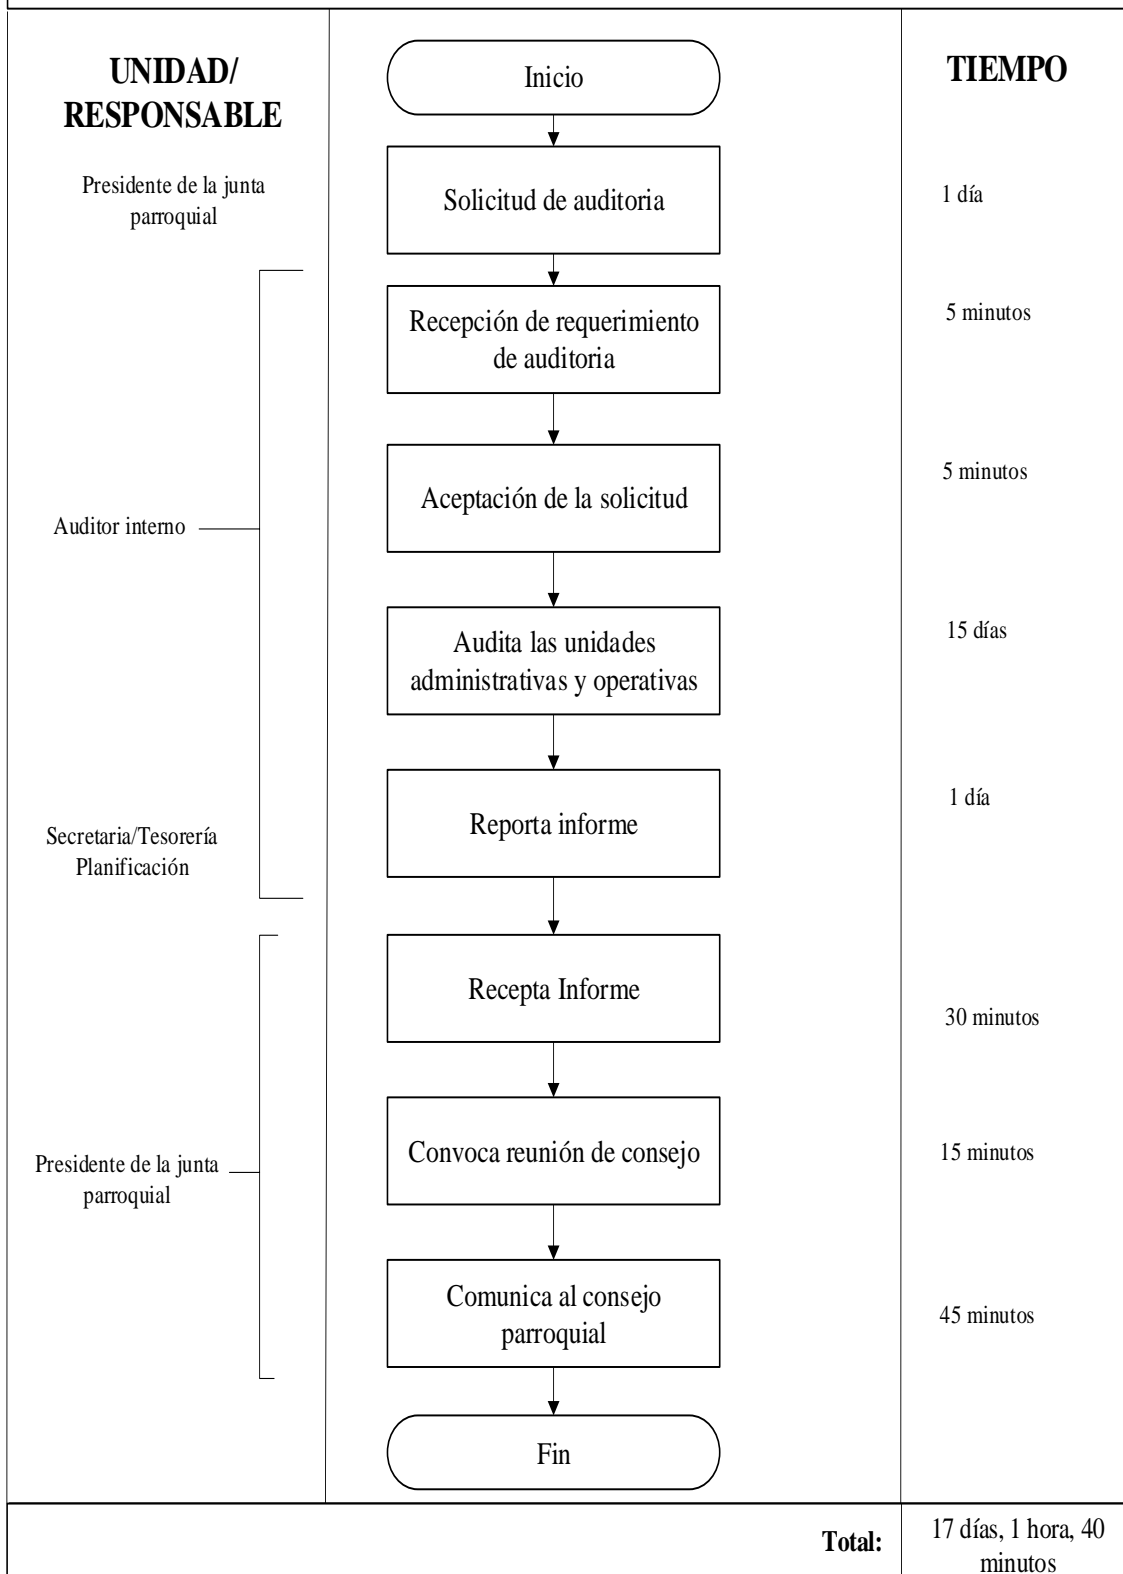 UNIDAD/
RESPONSABLE
Inicio
TIEMPO
Presidente de la junta
parroquial
Solicitud de auditoria
1 día
Recepción de requerimiento
de auditoria
5 minutos
Auditor interno
Aceptación de la solicitud
5 minutos
Audita las unidades
administrativas y operativas
15 días
Secretaria/Tesorería
Planificación
Reporta informe
1 día
Recepta Informe
30 minutos
Presidente de la junta
parroquial
Convoca reunión de consejo
15 minutos
Comunica al consejo
parroquial
45 minutos
Fin
Total:
17 días, 1 hora, 40
minutos